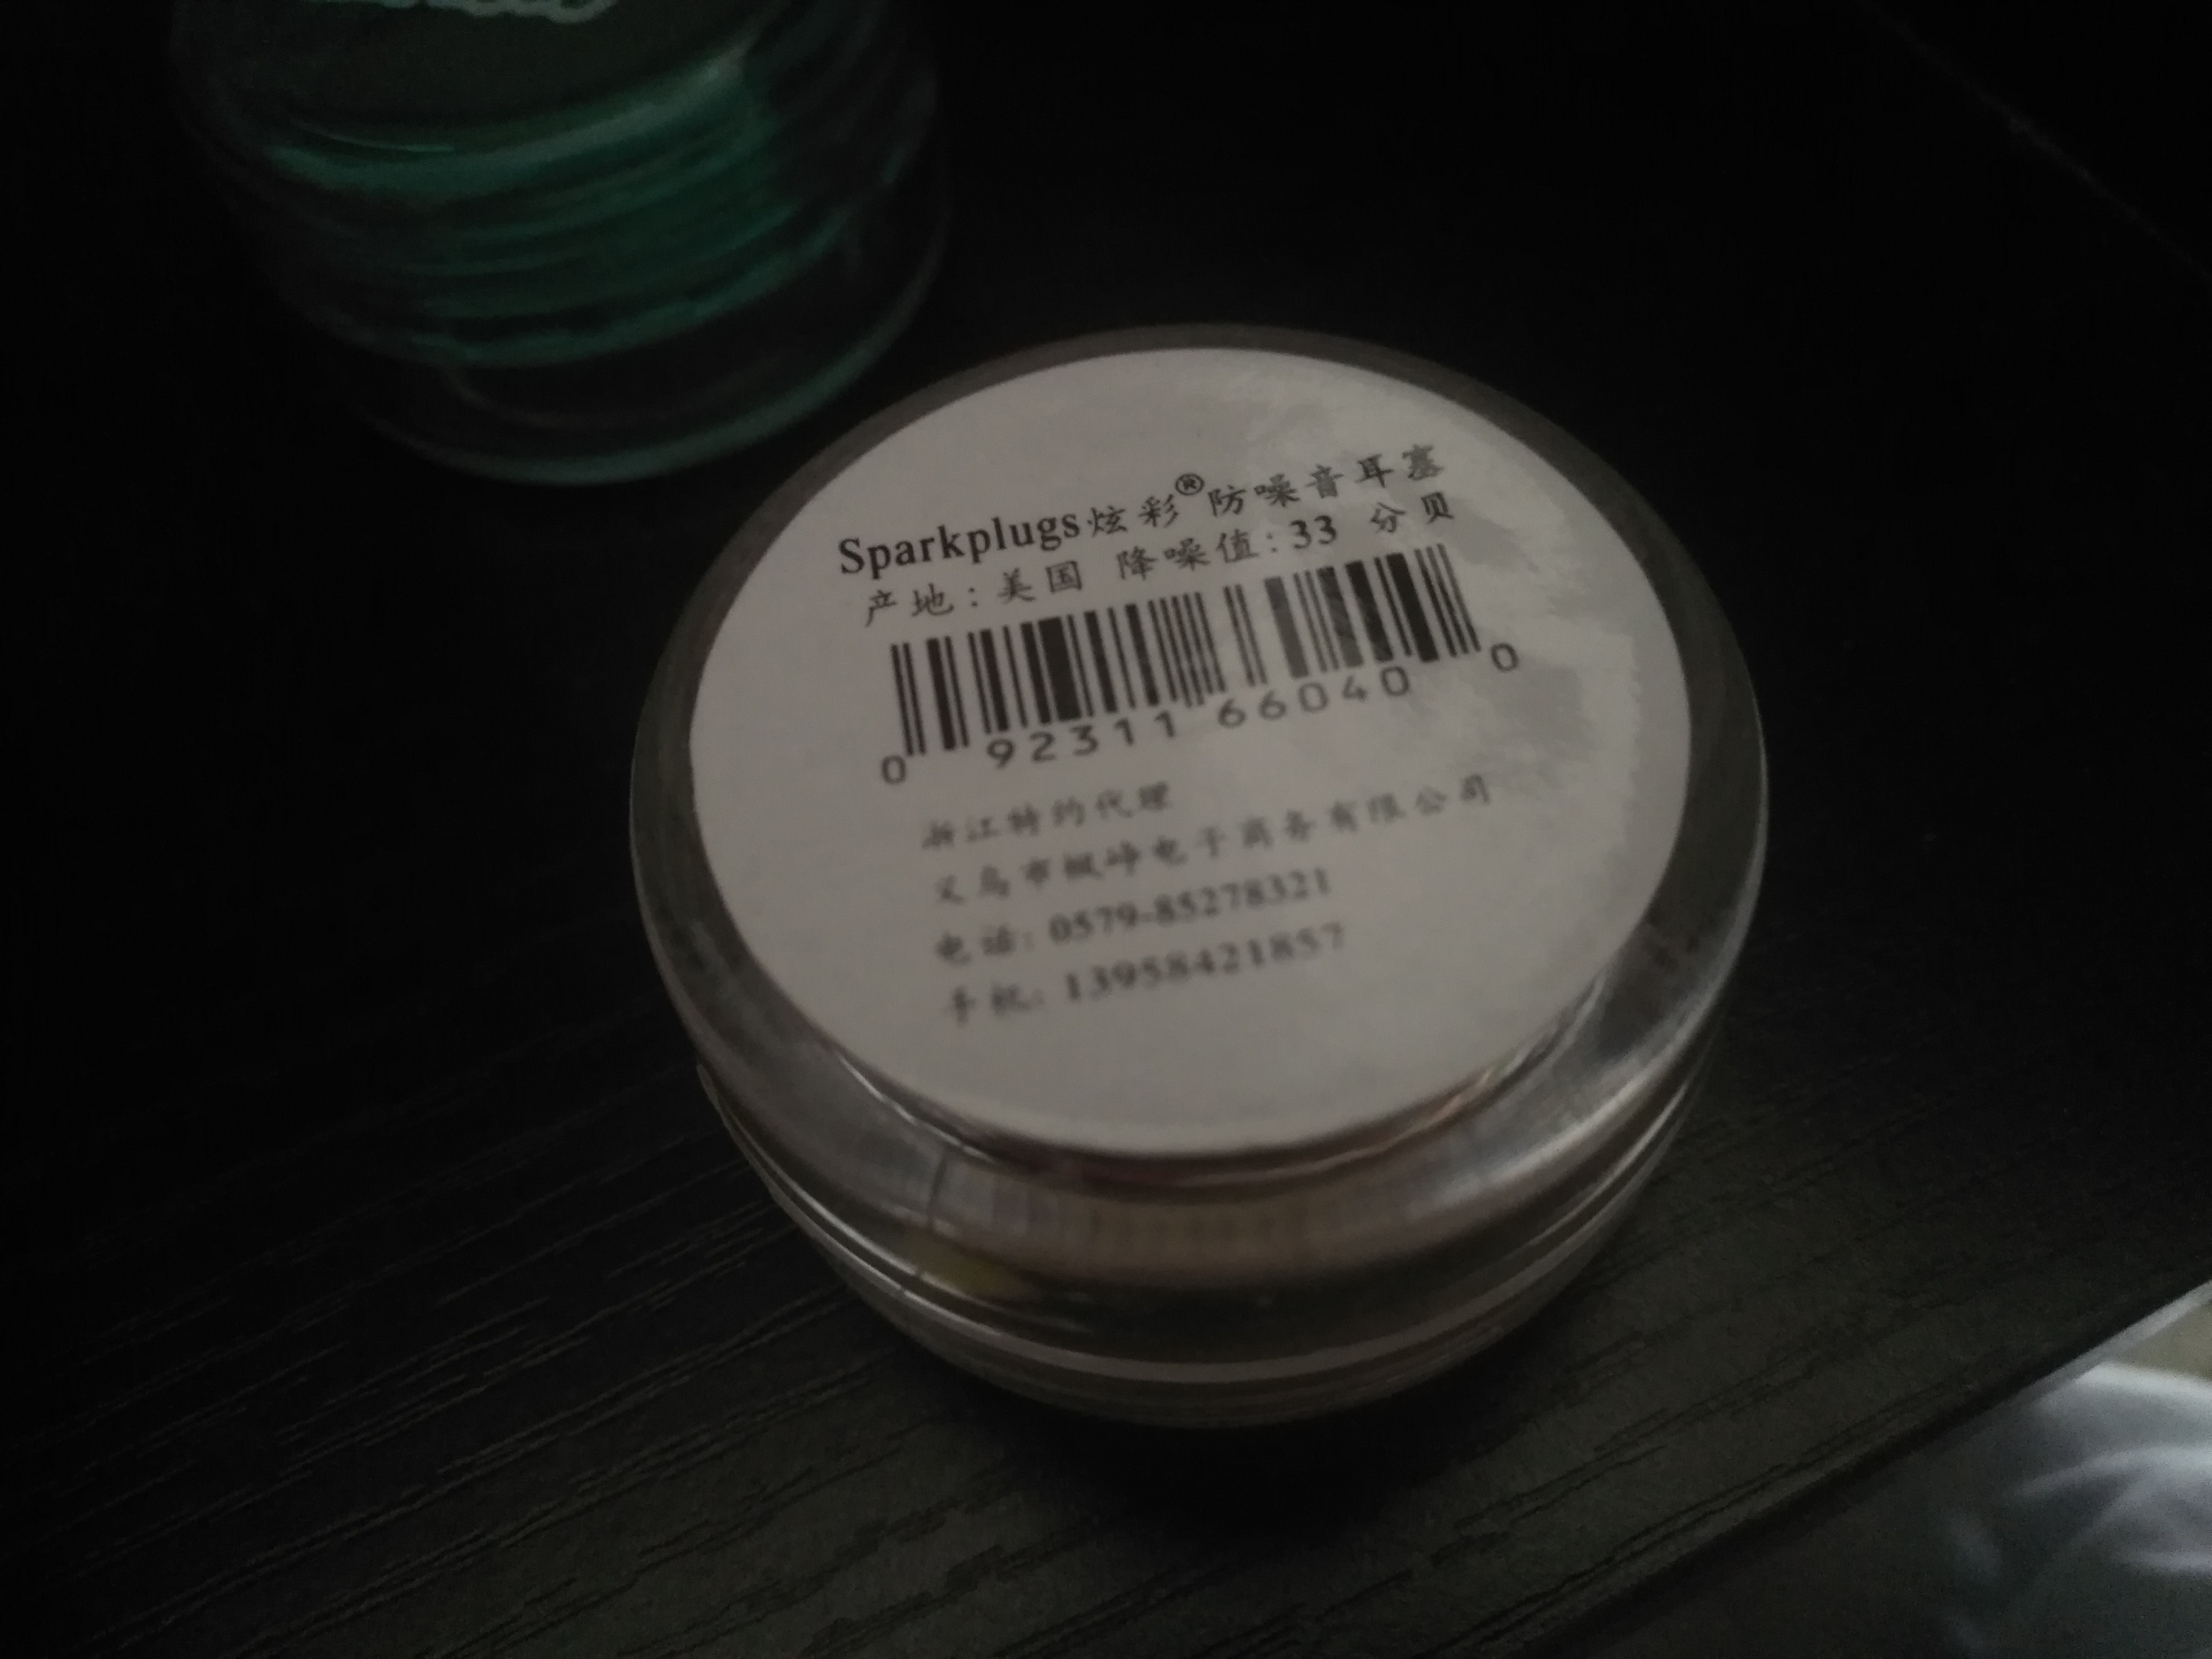 Sparkplugs炫彩®防噪音耳塞
产地:美国 降噪值:33 分贝
0 92311 66040 0
浙江特约代理
义乌市枫峰电子商务有限公司
电话: 0579-85278321
手机: 13958421857